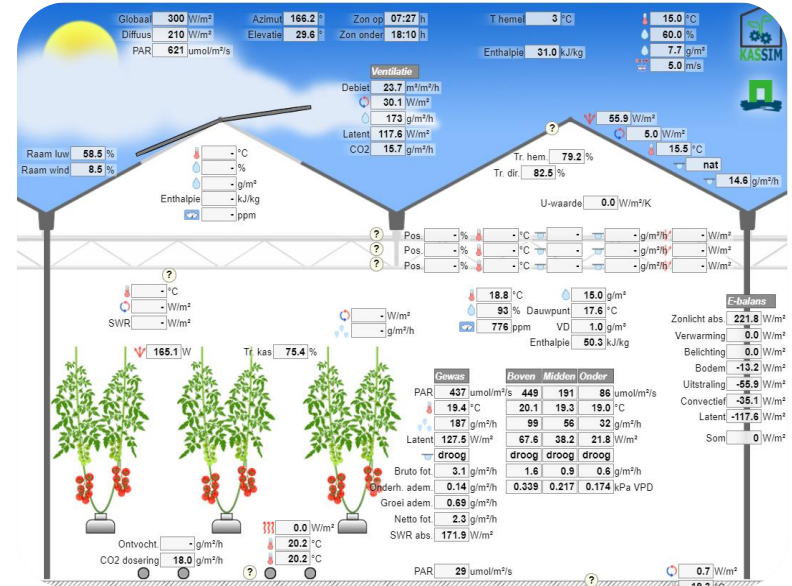 Globaal 300 W/m² Azimut 166.2 ° Zon op 07:27 h T hemel 3 °C 15.0 °C
Diffuus 210 W/m² Elevatie 29.6 ° Zon onder 18:10 h 60.0 %
PAR 621 umol/m²/s Enthalpie 31.0 kJ/kg 7.7 g/m³
5.0 m/s
KASSIM
Ventilatie
Debiet 23.7 m³/m²/h
30.1 W/m²
173 g/m²/h
Latent 117.6 W/m²
CO2 15.7 g/m²/h
Raam luw 58.5 %
Raam wind 8.5 %
- °C
- %
- g/m³
Enthalpie - kJ/kg
- ppm
? 55.9 W/m²
5.0 W/m²
15.5 °C
nat
14.6 g/m²/h
Tr. hem. 79.2 %
Tr. dir. 82.5 %
U-waarde 0.0 W/m²/K
? Pos. - % - °C - - g/m²/h - W/m²
? Pos. - % - °C - - g/m²/h - W/m²
? Pos. - % - °C - - g/m²/h - W/m²
?
- °C
- W/m²
SWR - W/m²
- W/m²
- g/m²/h
165.1 W Tr. kas 75.4 %
18.8 °C 15.0 g/m³
93 % Dauwpunt 17.6 °C
776 ppm VD 1.0 g/m³
Enthalpie 50.3 kJ/kg
E-balans
Zonlicht abs. 221.8 W/m²
Verwarming 0.0 W/m²
Belichting 0.0 W/m²
Bodem -13.2 W/m²
Uitstraling -55.9 W/m²
Convectief -35.1 W/m²
Latent -117.6 W/m²
Som 0 W/m²
Gewas Boven Midden Onder
PAR 437 umol/m²/s 449 191 86 umol/m²/s
19.4 °C 20.1 19.3 19.0 °C
187 g/m²/h 99 56 32 g/m²/h
Latent 127.5 W/m² 67.6 38.2 21.8 W/m²
droog droog droog droog
Bruto fot. 3.1 g/m²/h 1.6 0.9 0.6 g/m²/h
Onderh. adem. 0.14 g/m²/h 0.339 0.217 0.174 kPa VPD
Groei adem. 0.69 g/m²/h
Netto fot. 2.3 g/m²/h
SWR abs. 171.9 W/m²
0.0 W/m²
Ontvocht. - g/m²/h 20.2 °C
CO2 dosering 18.0 g/m²/h 20.2 °C
? PAR 29 umol/m²/s ? 0.7 W/m²